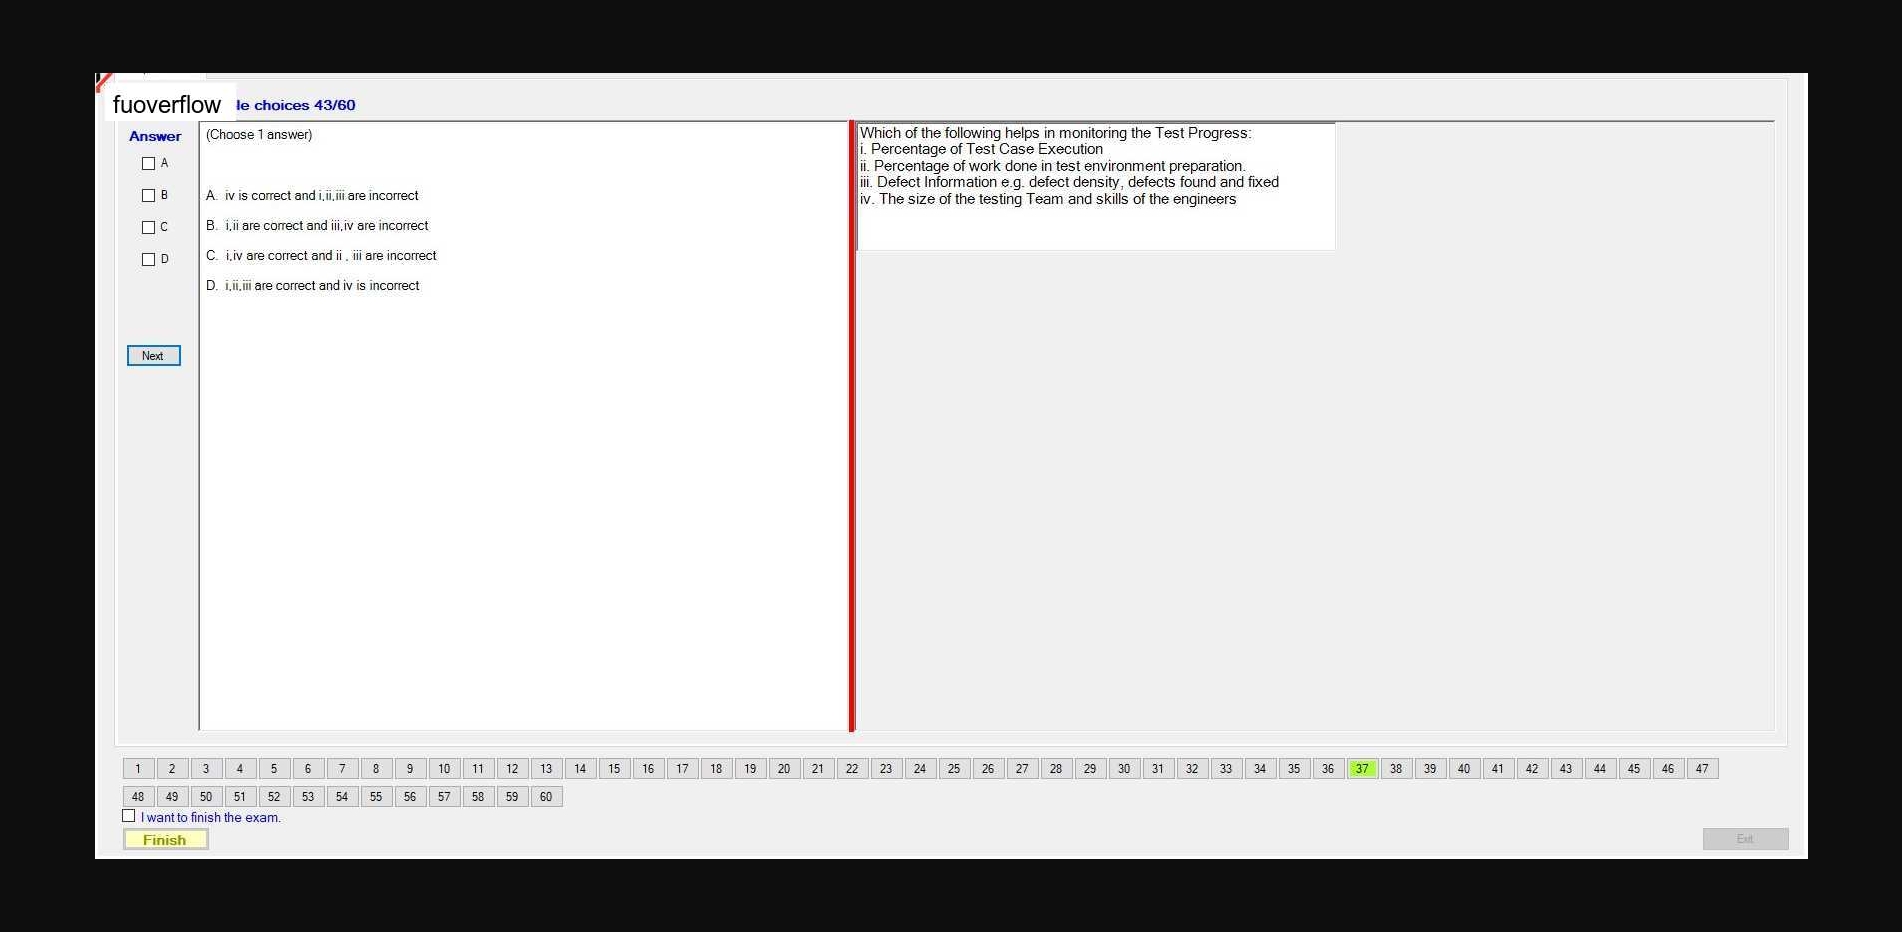 fuoverflow
le choices 43/60
Answer
A
B
C
D
Next
(Choose 1 answer)
A. iv is correct and i,ii,iii are incorrect
B. i,ii are correct and iii,iv are incorrect
C. i,iv are correct and ii , iii are incorrect
D. i,ii,iii are correct and iv is incorrect
Which of the following helps in monitoring the Test Progress:
i. Percentage of Test Case Execution
ii. Percentage of work done in test environment preparation.
iii. Defect Information e.g. defect density, defects found and fixed
iv. The size of the testing Team and skills of the engineers
1 2 3 4 5 6 7 8 9 10 11 12 13 14 15 16 17 18 19 20 21 22 23 24 25 26 27 28 29 30 31 32 33 34 35 36 37 38 39 40 41 42 43 44 45 46 47
48 49 50 51 52 53 54 55 56 57 58 59 60
I want to finish the exam.
Finish
Exit